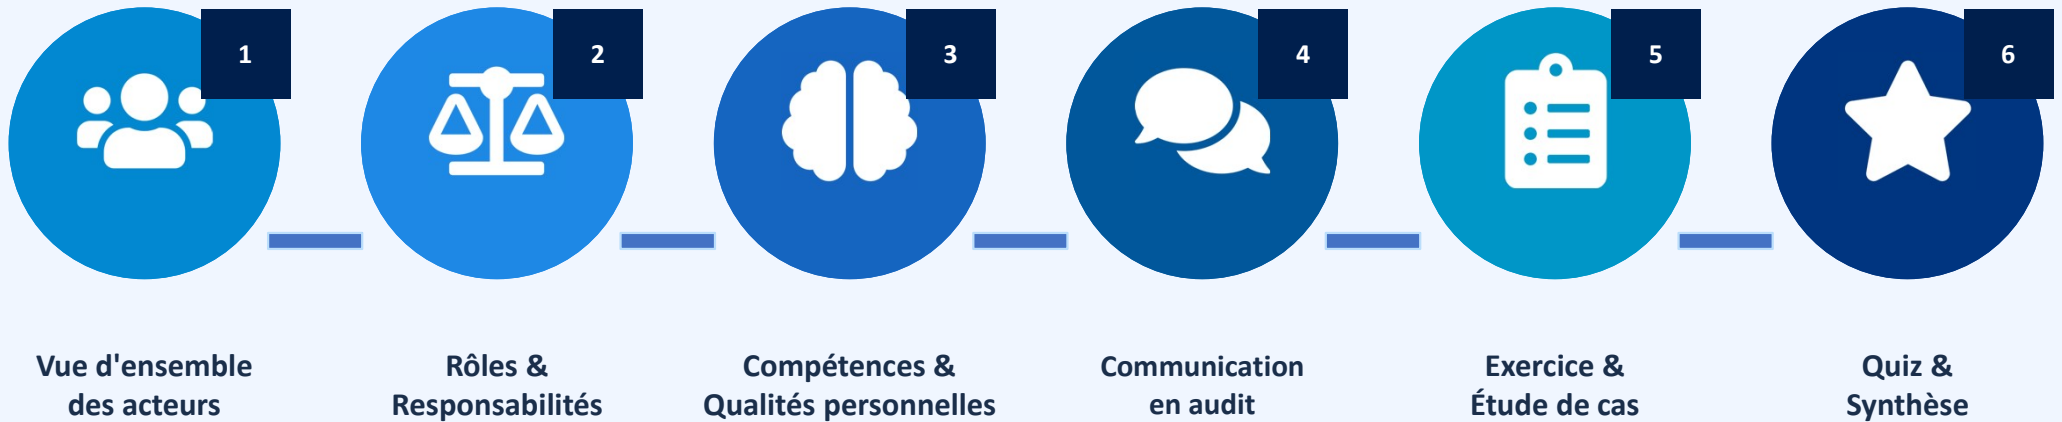 1
2
3
4
5
6
Vue d'ensemble
des acteurs
Rôles &
Responsabilités
Compétences &
Qualités personnelles
Communication
en audit
Exercice &
Étude de cas
Quiz &
Synthèse